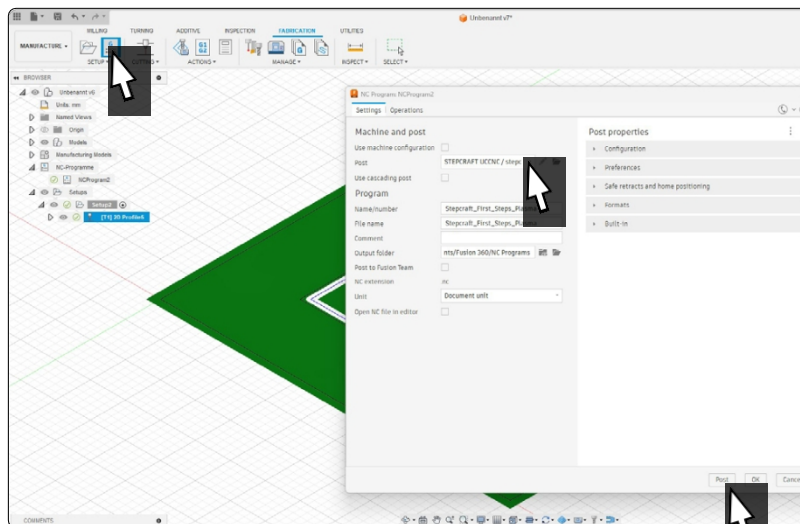 Unbenannt v7*
MILLING TURNING ADDITIVE INSPECTION FABRICATION UTILITIES
MANUFACTURE
SETUP ACTIONS MANAGE INSPECT SELECT
BROWSER
Unbenannt v6
Units: mm
Named Views
Origin
Models
Manufacturing Models
NC-Programme
NCProgram2
Setups
Setup2
[T1] 2D Profile6
NC Program: NCProgram2
Settings Operations
Machine and post
Use machine configuration
Post STEPCRAFT UCCNC /
Use cascading post
Program
Name/number Stepcraft_First_Steps_
File name Stepcraft_First_Steps_
Comment
Output folder nts/Fusion 360/NC Programs
Post to Fusion Team
NC extension .nc
Unit Document unit
Open NC file in editor
Post properties
Configuration
Preferences
Safe retracts and home positioning
Formats
Built-in
Post OK Cance
COMMENTS